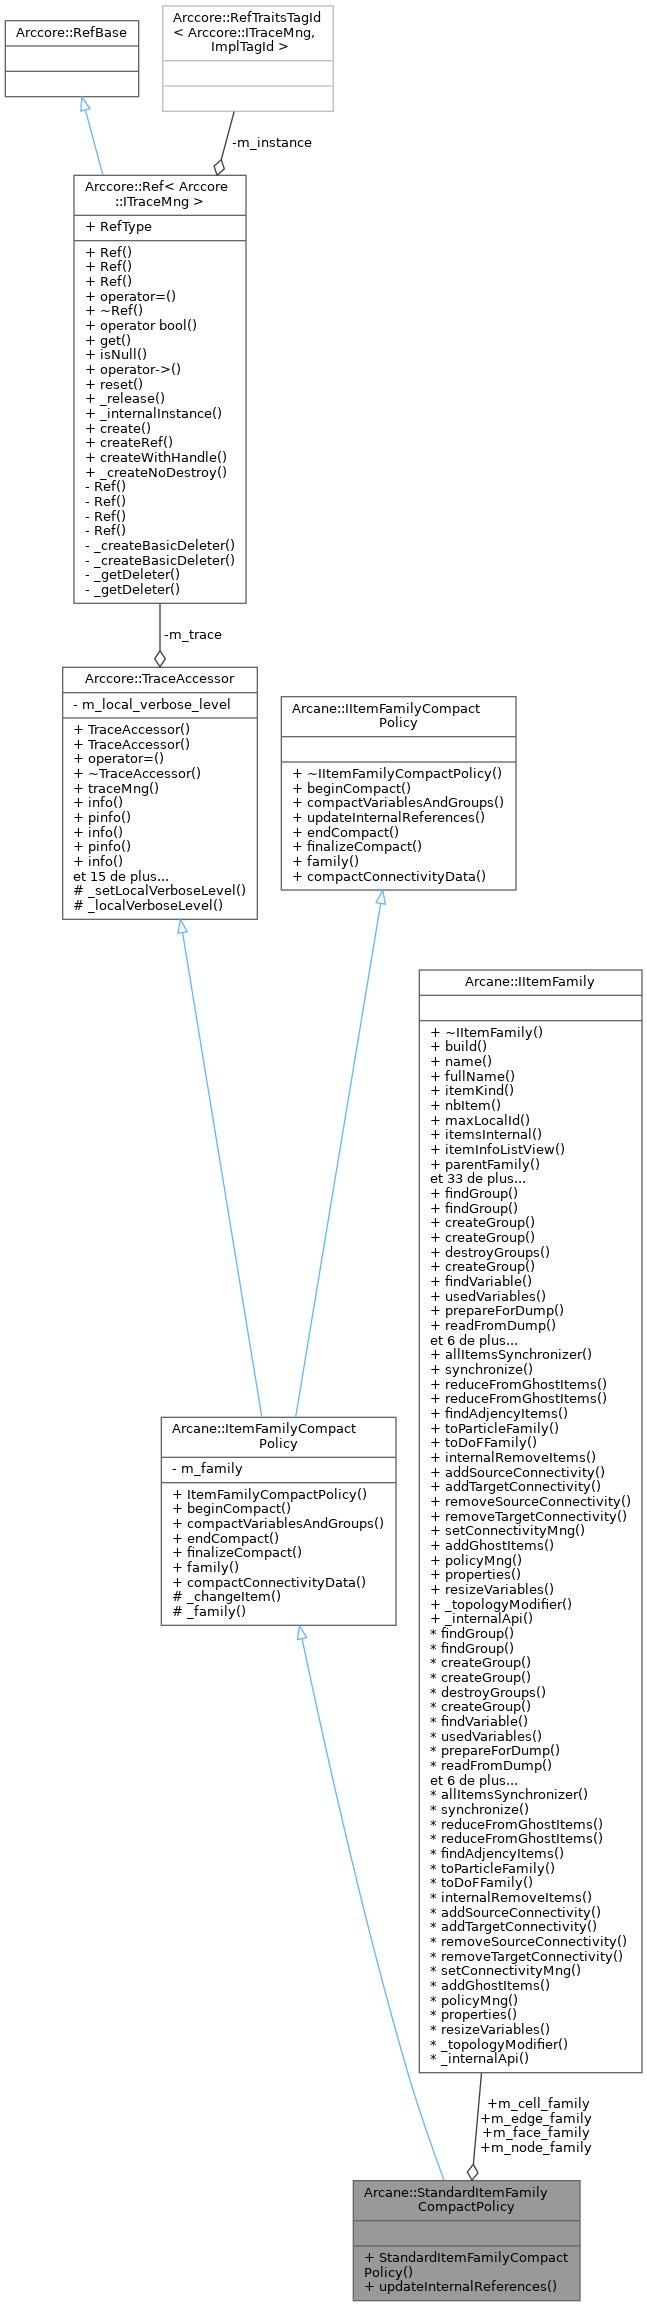 Arccore::RefBase
Arccore::RefTraitsTagId
< Arccore::ITraceMng,
ImplTagId >
-m_instance
Arccore::Ref< Arccore
::ITraceMng >
+ RefType
+ Ref()
+ Ref()
+ Ref()
+ operator=()
+ ~Ref()
+ operator bool()
+ get()
+ isNull()
+ operator->()
+ reset()
+ _release()
+ _internalInstance()
+ create()
+ createRef()
+ createWithHandle()
+ _createNoDestroy()
- Ref()
- Ref()
- Ref()
- Ref()
- _createBasicDeleter()
- _createBasicDeleter()
- _getDeleter()
- _getDeleter()
-m_trace
Arccore::TraceAccessor
- m_local_verbose_level
+ TraceAccessor()
+ TraceAccessor()
+ operator=()
+ ~TraceAccessor()
+ traceMng()
+ info()
+ pinfo()
+ info()
+ pinfo()
+ info()
et 15 de plus...
# _setLocalVerboseLevel()
# _localVerboseLevel()
Arcane::IItemFamilyCompact
Policy
+ ~IItemFamilyCompactPolicy()
+ beginCompact()
+ compactVariablesAndGroups()
+ updateInternalReferences()
+ endCompact()
+ finalizeCompact()
+ family()
+ compactConnectivityData()
Arcane::IItemFamily
+ ~IItemFamily()
+ build()
+ name()
+ fullName()
+ itemKind()
+ nbItem()
+ maxLocalId()
+ itemsInternal()
+ itemInfoListView()
+ parentFamily()
et 33 de plus...
+ findGroup()
+ findGroup()
+ createGroup()
+ createGroup()
+ destroyGroups()
+ createGroup()
+ findVariable()
+ usedVariables()
+ prepareForDump()
+ readFromDump()
et 6 de plus...
+ allItemsSynchronizer()
+ synchronize()
+ reduceFromGhostItems()
+ reduceFromGhostItems()
+ findAdjencyItems()
+ toParticleFamily()
+ toDoFFamily()
+ internalRemoveItems()
+ addSourceConnectivity()
+ addTargetConnectivity()
+ removeSourceConnectivity()
+ removeTargetConnectivity()
+ setConnectivityMng()
+ addGhostItems()
+ policyMng()
+ properties()
+ resizeVariables()
+ _topologyModifier()
+ _internalApi()
* findGroup()
* findGroup()
* createGroup()
* createGroup()
* destroyGroups()
* createGroup()
* findVariable()
* usedVariables()
* prepareForDump()
* readFromDump()
et 6 de plus...
* allItemsSynchronizer()
* synchronize()
* reduceFromGhostItems()
* reduceFromGhostItems()
* findAdjencyItems()
* toParticleFamily()
* toDoFFamily()
* internalRemoveItems()
* addSourceConnectivity()
* addTargetConnectivity()
* removeSourceConnectivity()
* removeTargetConnectivity()
* setConnectivityMng()
* addGhostItems()
* policyMng()
* properties()
* resizeVariables()
* _topologyModifier()
* _internalApi()
Arcane::ItemFamilyCompact
Policy
- m_family
+ ItemFamilyCompactPolicy()
+ beginCompact()
+ compactVariablesAndGroups()
+ endCompact()
+ finalizeCompact()
+ family()
+ compactConnectivityData()
# _changeItem()
# _family()
+m_cell_family
+m_edge_family
+m_face_family
+m_node_family
Arcane::StandardItemFamily
CompactPolicy
+ StandardItemFamilyCompact
Policy()
+ updateInternalReferences()